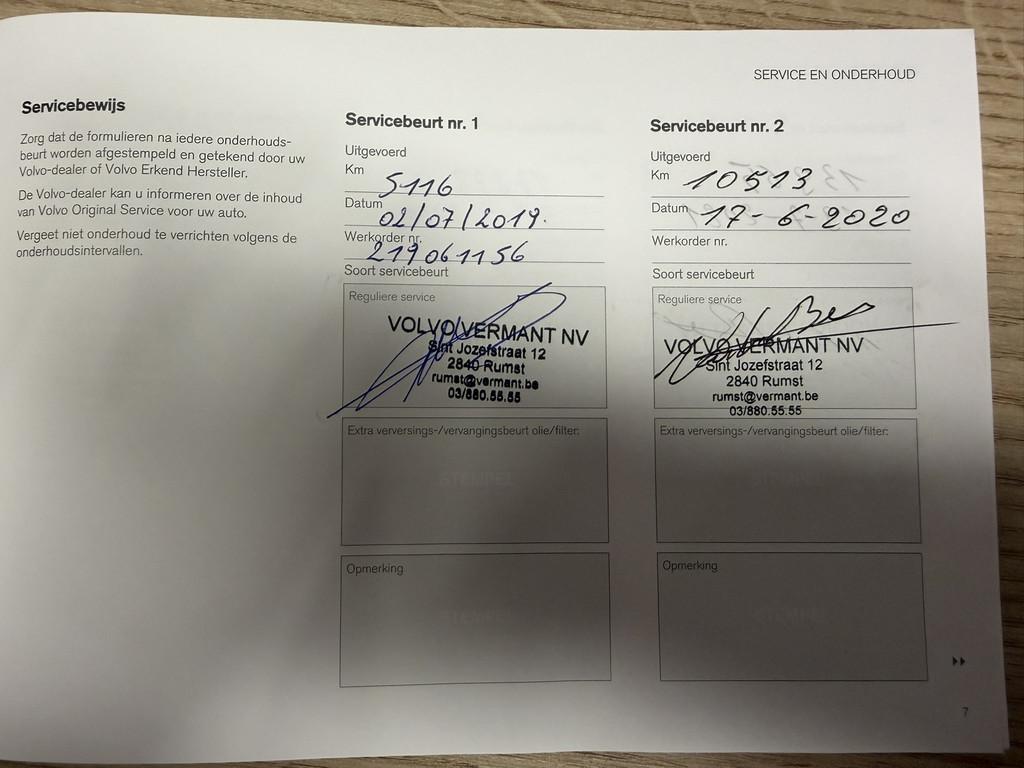 SERVICE EN ONDERHOUD
Servicebewijs
Zorg dat de formulieren na iedere onderhouds-
beurt worden afgestempeld en getekend door uw
Volvo-dealer of Volvo Erkend Hersteller.
De Volvo-dealer kan u informeren over de inhoud
van Volvo Original Service voor uw auto.
Vergeet niet onderhoud te verrichten volgens de
onderhoudsintervallen.
Servicebeurt nr. 1
Uitgevoerd
Km 5116
Datum 02/07/2019.
Werkorder nr. 219061156
Soort servicebeurt
Reguliere service
VOLVO VERMANT NV
Sint Jozefstraat 12
2840 Rumst
rumst@vermant.be
03/880.55.55
Extra verversings-/vervangingsbeurt olie/filter:
STEMPEL
Opmerking
STEMPEL
Servicebeurt nr. 2
Uitgevoerd
Km 10513
Datum 17-6-2020
Werkorder nr.
Soort servicebeurt
Reguliere service
VOLVO VERMANT NV
Sint Jozefstraat 12
2840 Rumst
rumst@vermant.be
03/880.55.55
Extra verversings-/vervangingsbeurt olie/filter:
STEMPEL
Opmerking
STEMPEL
7